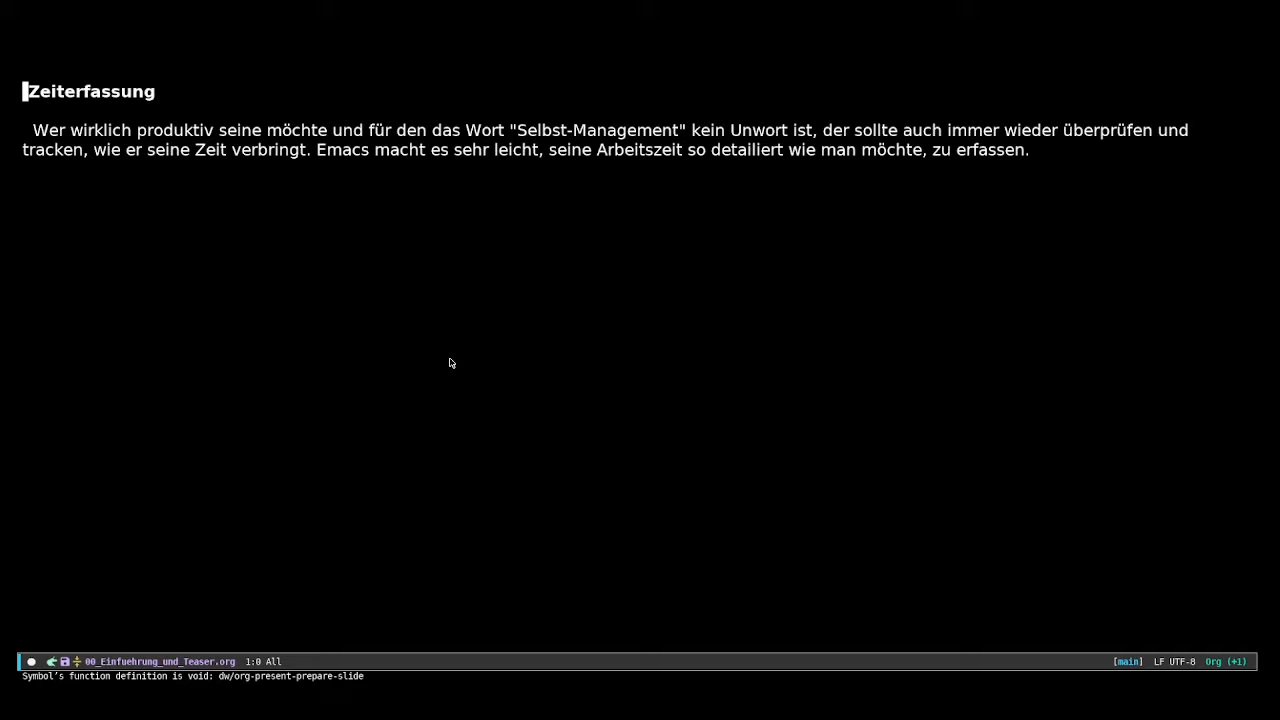 Zeiterfassung
Wer wirklich produktiv seine möchte und für den das Wort "Selbst-Management" kein Unwort ist, der sollte auch immer wieder überprüfen und
tracken, wie er seine Zeit verbringt. Emacs macht es sehr leicht, seine Arbeitszeit so detailiert wie man möchte, zu erfassen.
00_Einfuehrung_und_Teaser.org 1:0 All [main] LF UTF-8 Org (+1)
Symbol’s function definition is void: dw/org-present-prepare-slide